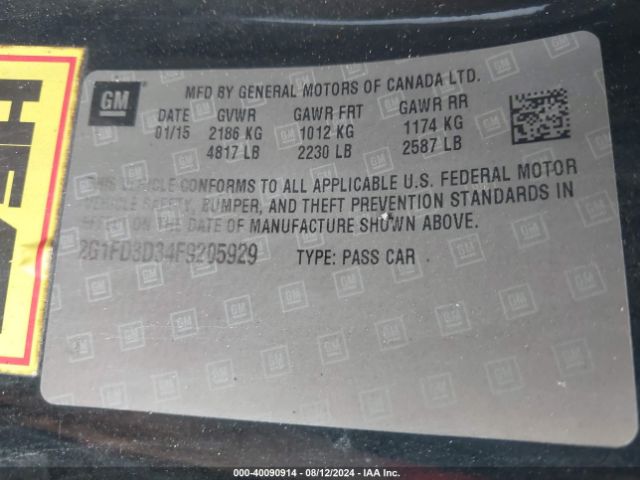 HEA
GM
MFD BY GENERAL MOTORS OF CANADA LTD.
DATE GVWR GAWR FRT GAWR RR
01/15 2186 KG 1012 KG 1174 KG
4817 LB 2230 LB 2587 LB
THIS VEHICLE CONFORMS TO ALL APPLICABLE U.S. FEDERAL MOTOR
VEHICLE SAFETY, BUMPER, AND THEFT PREVENTION STANDARDS IN
EFFECT ON THE DATE OF MANUFACTURE SHOWN ABOVE.
2G1FD3D34F9205929 TYPE: PASS CAR
000-40090914 - 08/12/2024 - IAA Inc.